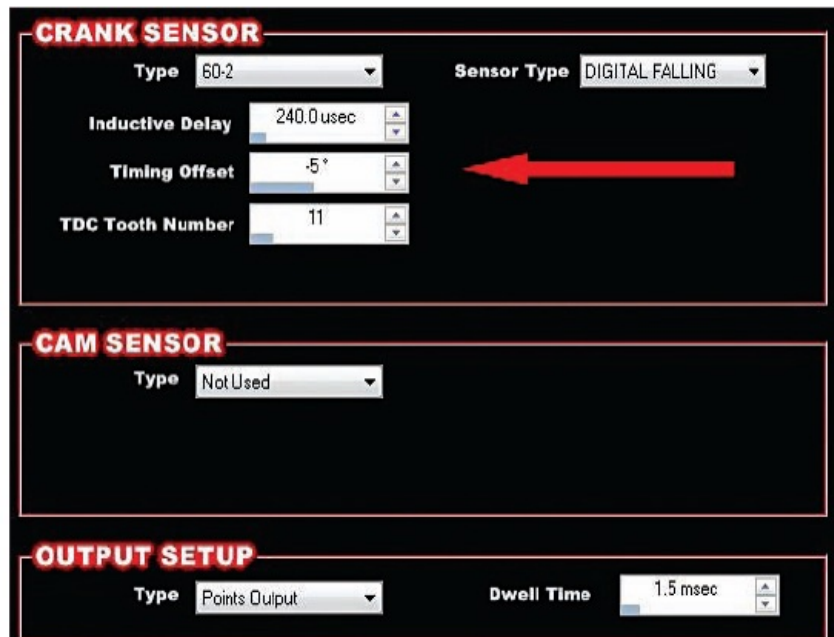 CRANK SENSOR
Type 60-2 Sensor Type DIGITAL FALLING
Inductive Delay 240.0 usec
Timing Offset -5 °
TDC Tooth Number 11
CAM SENSOR
Type Not Used
OUTPUT SETUP
Type Points Output Dwell Time 1.5 msec